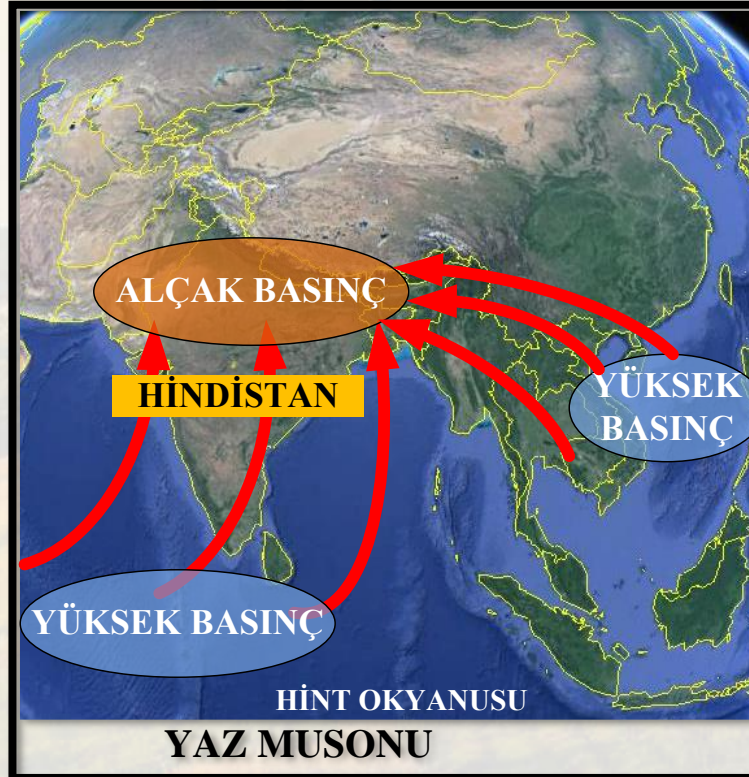 ALÇAK BASINÇ
HİNDİSTAN
YÜKSEK
BASINÇ
YÜKSEK BASINÇ
HİNT OKYANUSU
YAZ MUSONU